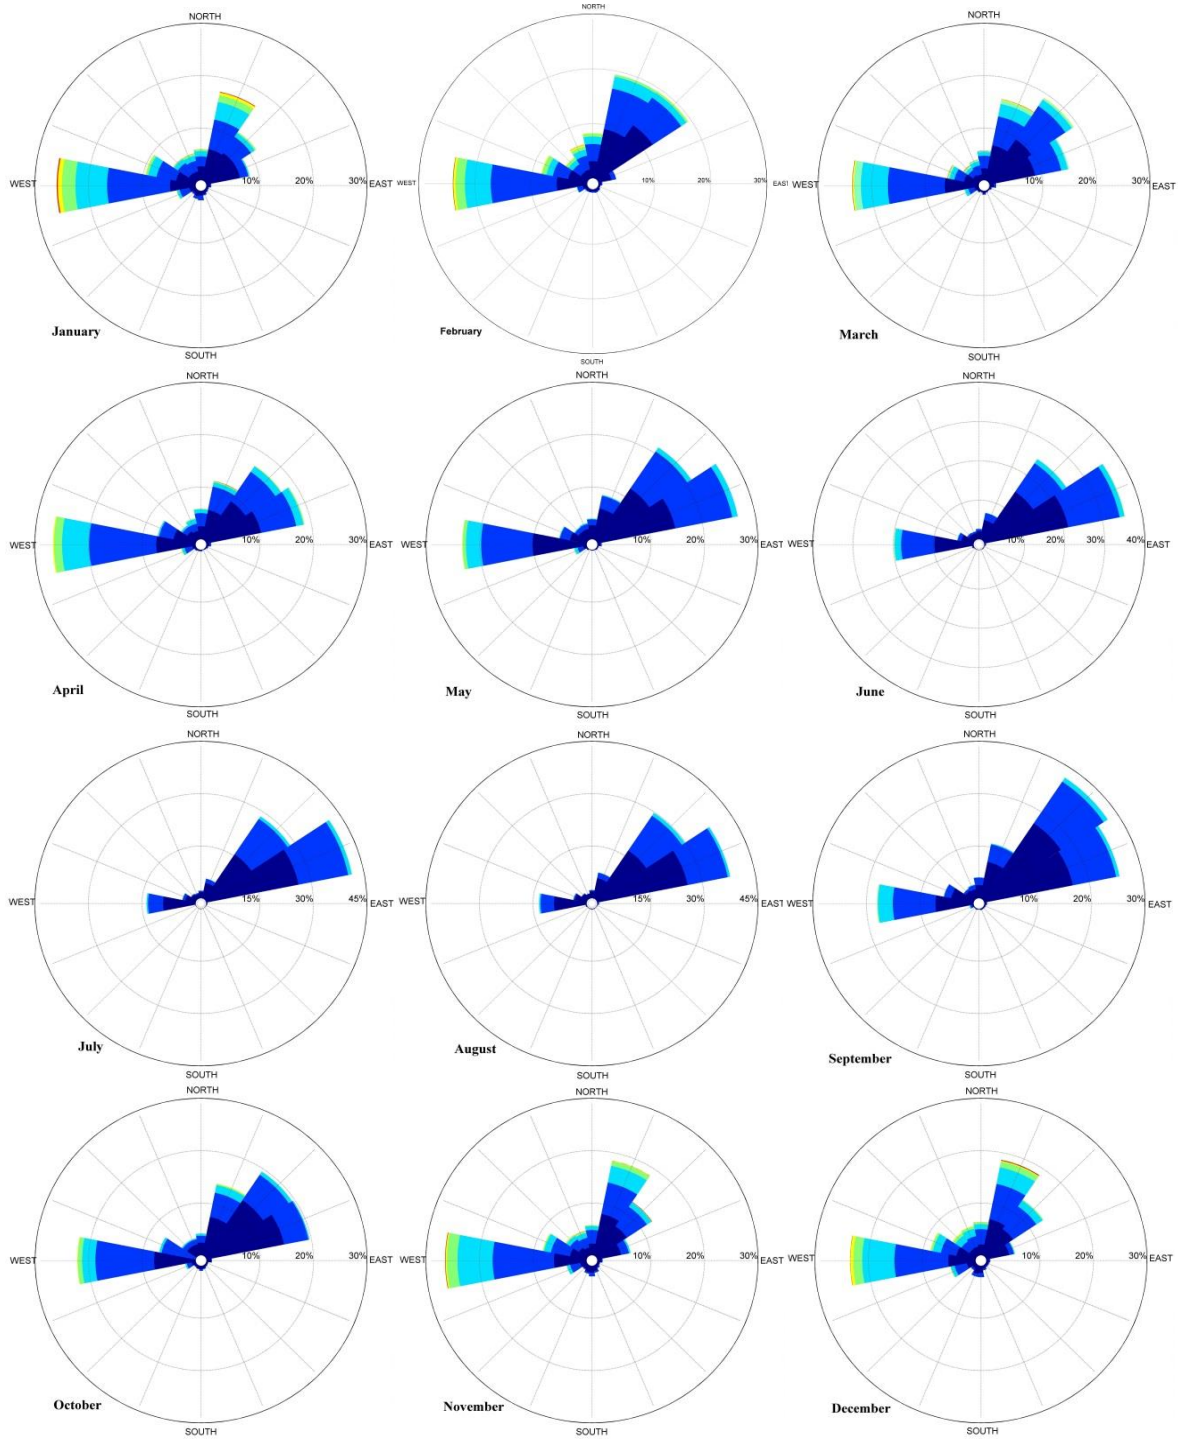 NORTH
WEST 10% 20% 30% EAST
January
SOUTH
NORTH
WEST 10% 20% 30% EAST
February
SOUTH
NORTH
WEST 10% 20% 30% EAST
March
SOUTH
NORTH
WEST 10% 20% 30% EAST
April
SOUTH
NORTH
WEST 10% 20% 30% EAST
May
SOUTH
NORTH
WEST 10% 20% 30% 40% EAST
June
SOUTH
NORTH
WEST 15% 30% 45% EAST
July
SOUTH
NORTH
WEST 15% 30% 45% EAST
August
SOUTH
NORTH
WEST 10% 20% 30% EAST
September
SOUTH
NORTH
WEST 10% 20% 30% EAST
October
SOUTH
NORTH
WEST 10% 20% 30% EAST
November
SOUTH
NORTH
WEST 10% 20% 30% EAST
December
SOUTH